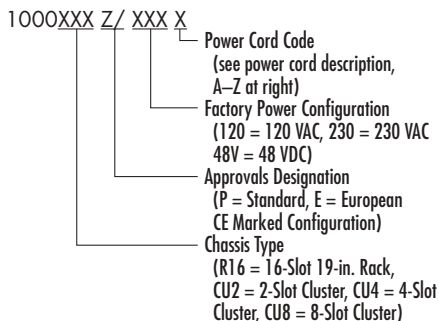 1000XXX Z/ XXX X
Power Cord Code
(see power cord description,
A–Z at right)
Factory Power Configuration
(120 = 120 VAC, 230 = 230 VAC
48V = 48 VDC)
Approvals Designation
(P = Standard, E = European
CE Marked Configuration)
Chassis Type
(R16 = 16-Slot 19-in. Rack,
CU2 = 2-Slot Cluster, CU4 = 4-Slot
Cluster, CU8 = 8-Slot Cluster)